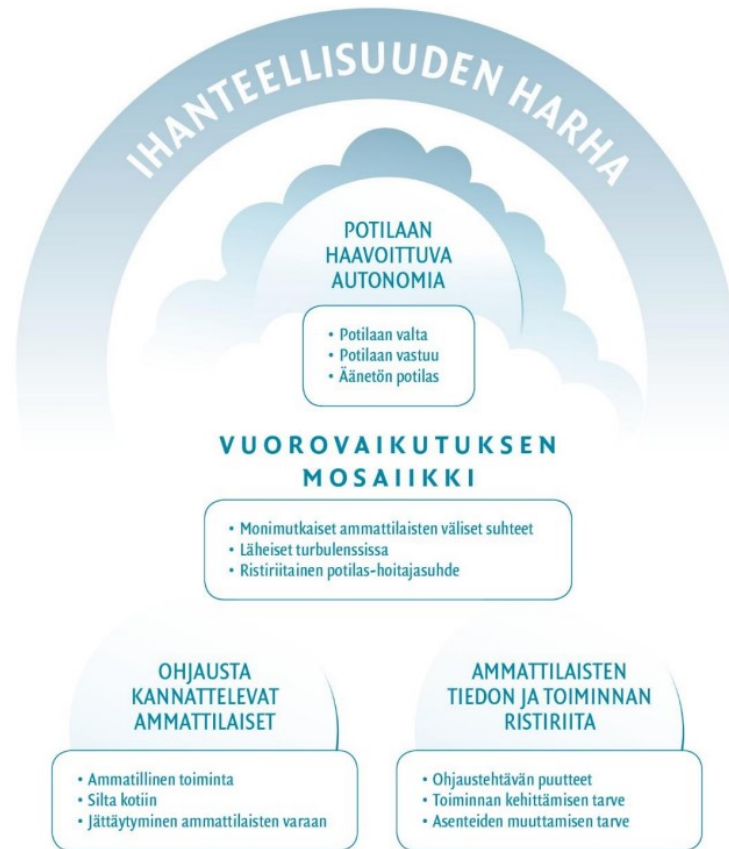 IHANTEELLISUUDEN HARHA
POTILAAN
HAAVOITTUVA
AUTONOMIA
• Potilaan valta
• Potilaan vastuu
• Äänetön potilas
VUOROVAIKUTUKSEN
MOSAIIKKI
• Monimutkaiset ammattilaisten väliset suhteet
• Läheiset turbulenssissa
• Ristiriitainen potilas-hoitajasuhde
OHJAUSTA
KANNATTELEVAT
AMMATTILAISET
• Ammatillinen toiminta
• Silta kotiin
• Jättäytyminen ammattilaisten varaan
AMMATTILAISTEN
TIEDON JA TOIMINNAN
RISTIRIITA
• Ohjaustehtävän puutteet
• Toiminnan kehittämisen tarve
• Asenteiden muuttamisen tarve